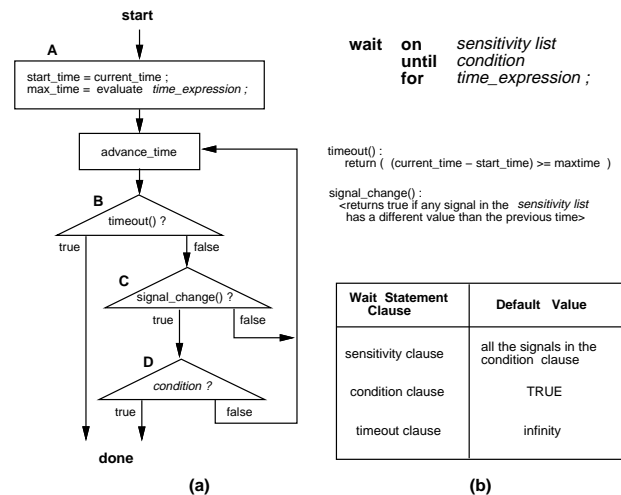 start
A
start_time = current_time ;
max_time = evaluate time_expression ;
advance_time
B
timeout() ?
true
false
C
signal_change() ?
true
false
D
condition ?
true
false
done
(a)
wait on sensitivity list
until condition
for time_expression ;
timeout() :
return ( (current_time – start_time) >= maxtime )
signal_change() :
<returns true if any signal in the sensitivity list
has a different value than the previous time>
Wait Statement Clause
Default Value
sensitivity clause
all the signals in the condition clause
condition clause
TRUE
timeout clause
infinity
(b)